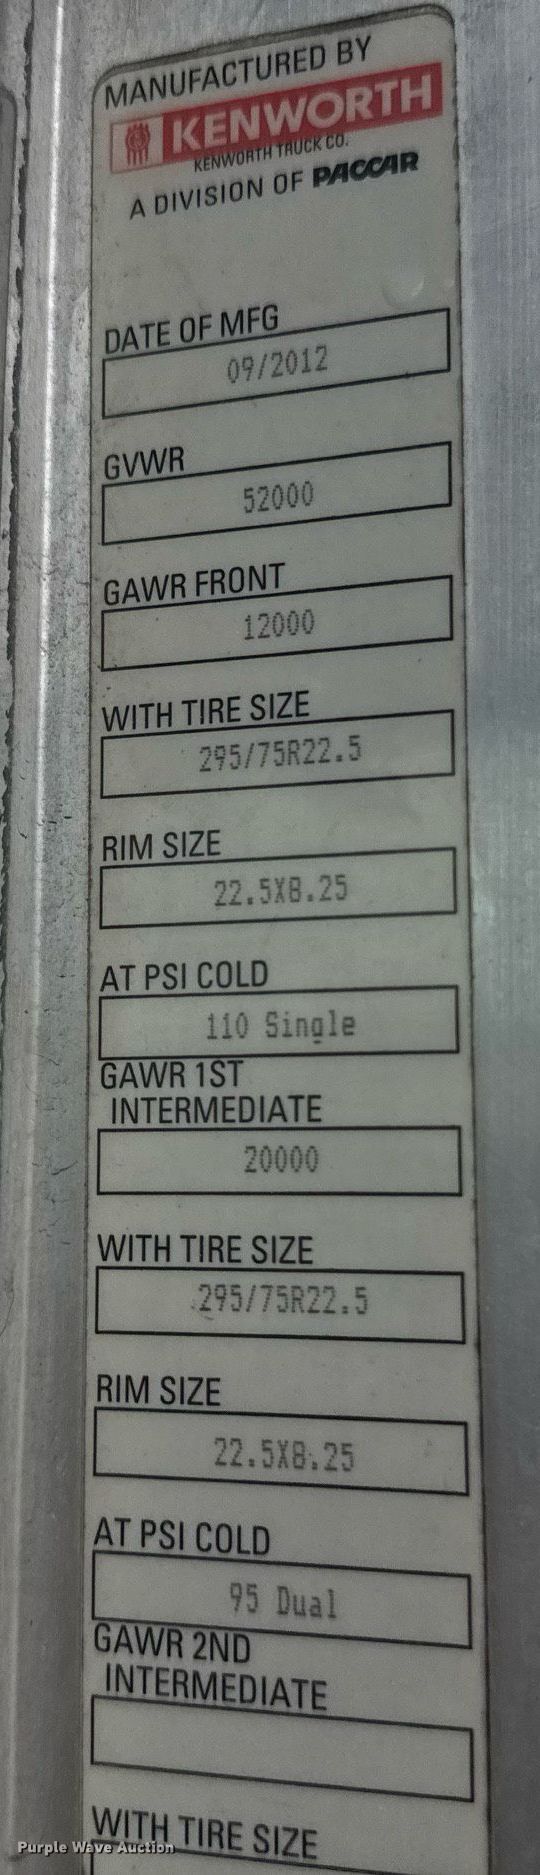 MANUFACTURED BY
KENWORTH
KENWORTH TRUCK CO.
A DIVISION OF PACCAR
DATE OF MFG
09/2012
GVWR
52000
GAWR FRONT
12000
WITH TIRE SIZE
295/75R22.5
RIM SIZE
22.5X8.25
AT PSI COLD
110 Single
GAWR 1ST
INTERMEDIATE
20000
WITH TIRE SIZE
295/75R22.5
RIM SIZE
22.5X8.25
AT PSI COLD
95 Dual
GAWR 2ND
INTERMEDIATE
WITH TIRE SIZE
Purple Wave Auction